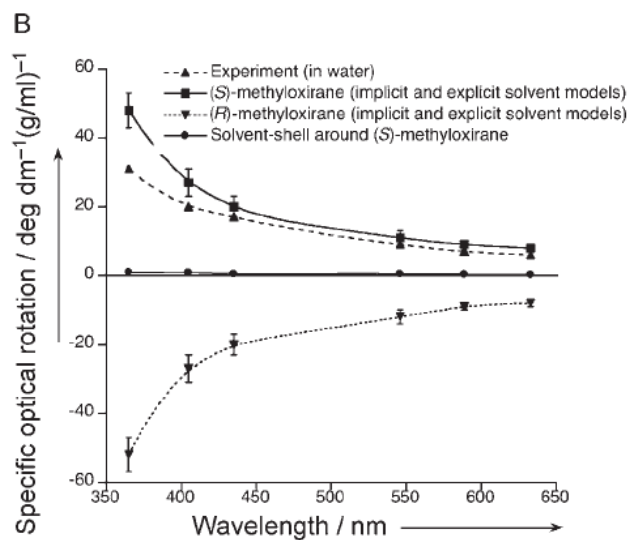 B
Specific optical rotation / deg dm⁻¹(g/ml)⁻¹
60
40
20
0
-20
-40
-60
Experiment (in water)
(S)-methyloxirane (implicit and explicit solvent models)
(R)-methyloxirane (implicit and explicit solvent models)
Solvent-shell around (S)-methyloxirane
350 400 450 500 550 600 650
Wavelength / nm